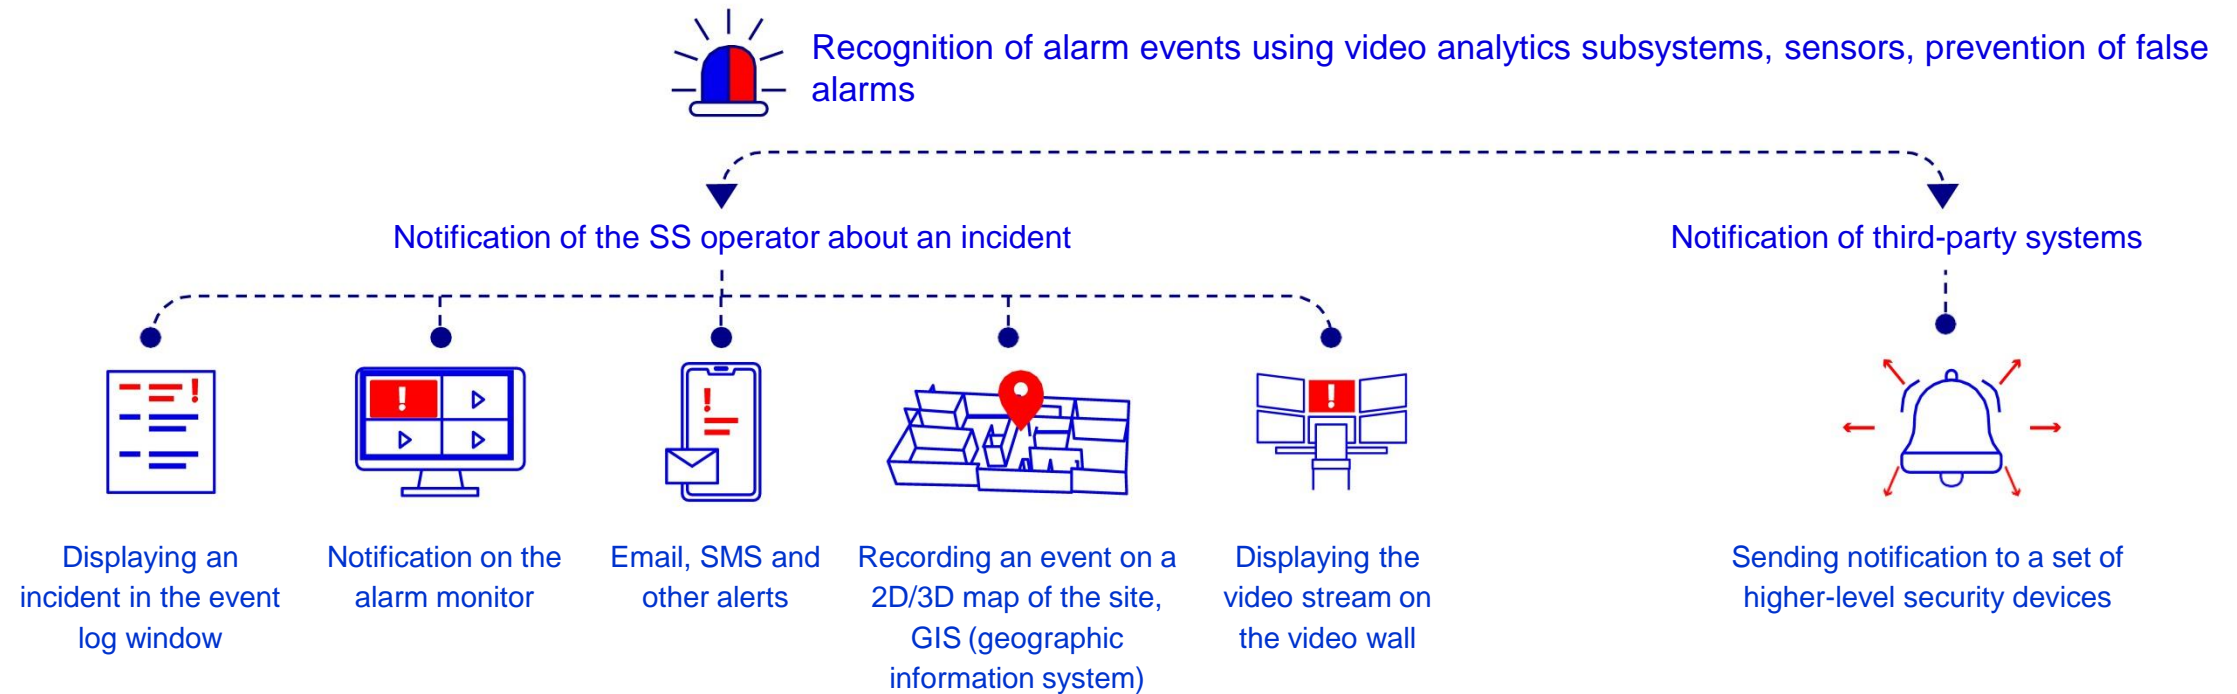 Recognition of alarm events using video analytics subsystems, sensors, prevention of false
alarms
Notification of the SS operator about an incident
Notification of third-party systems
Displaying an
incident in the event
log window
Notification on the
alarm monitor
Email, SMS and
other alerts
Recording an event on a
2D/3D map of the site,
GIS (geographic
information system)
Displaying the
video stream on
the video wall
Sending notification to a set of
higher-level security devices